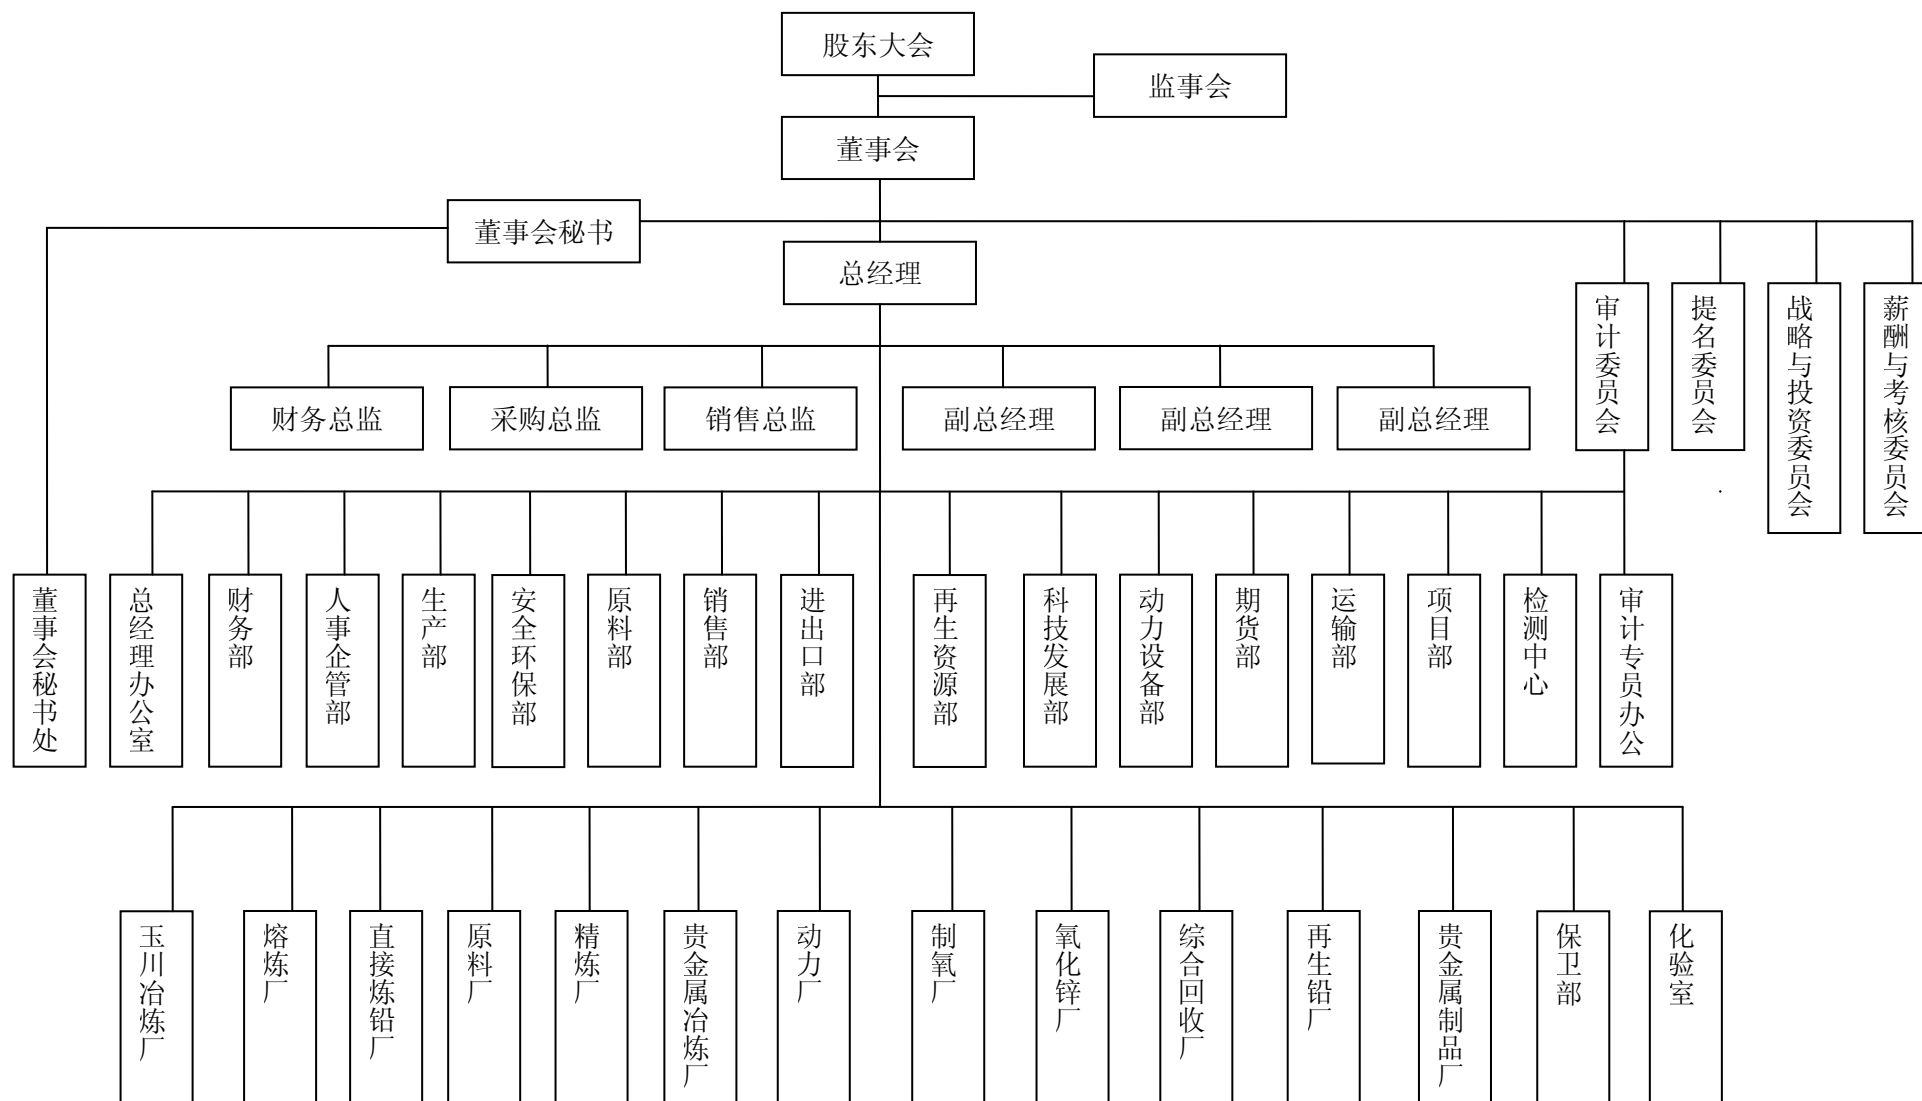 股东大会
监事会
董事会
董事会秘书
总经理
审计委员会
提名委员会
战略与投资委员会
薪酬与考核委员会
财务总监
采购总监
销售总监
副总经理
副总经理
副总经理
董事会秘书处
总经理办公室
财务部
人事企管部
生产部
安全环保部
原料部
销售部
进出口部
再生资源部
科技发展部
动力设备部
期货部
运输部
项目部
检测中心
审计专员办公
玉川冶炼厂
熔炼厂
直接炼铅厂
原料厂
精炼厂
贵金属冶炼厂
动力厂
制氧厂
氧化锌厂
综合回收厂
再生铅厂
贵金属制品厂
保卫部
化验室